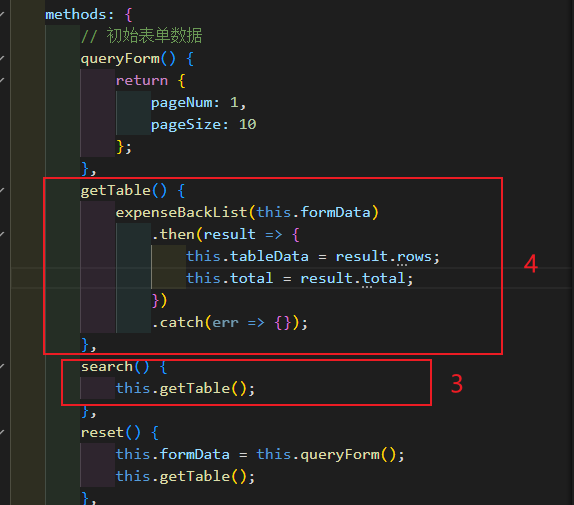 methods: {
// 初始表单数据
queryForm() {
return {
pageNum: 1,
pageSize: 10
};
},
getTable() {
expenseBackList(this.formData)
.then(result => {
this.tableData = result.rows;
this.total = result.total;
})
.catch(err => {});
},
4
search() {
this.getTable();
},
3
reset() {
this.formData = this.queryForm();
this.getTable();
},